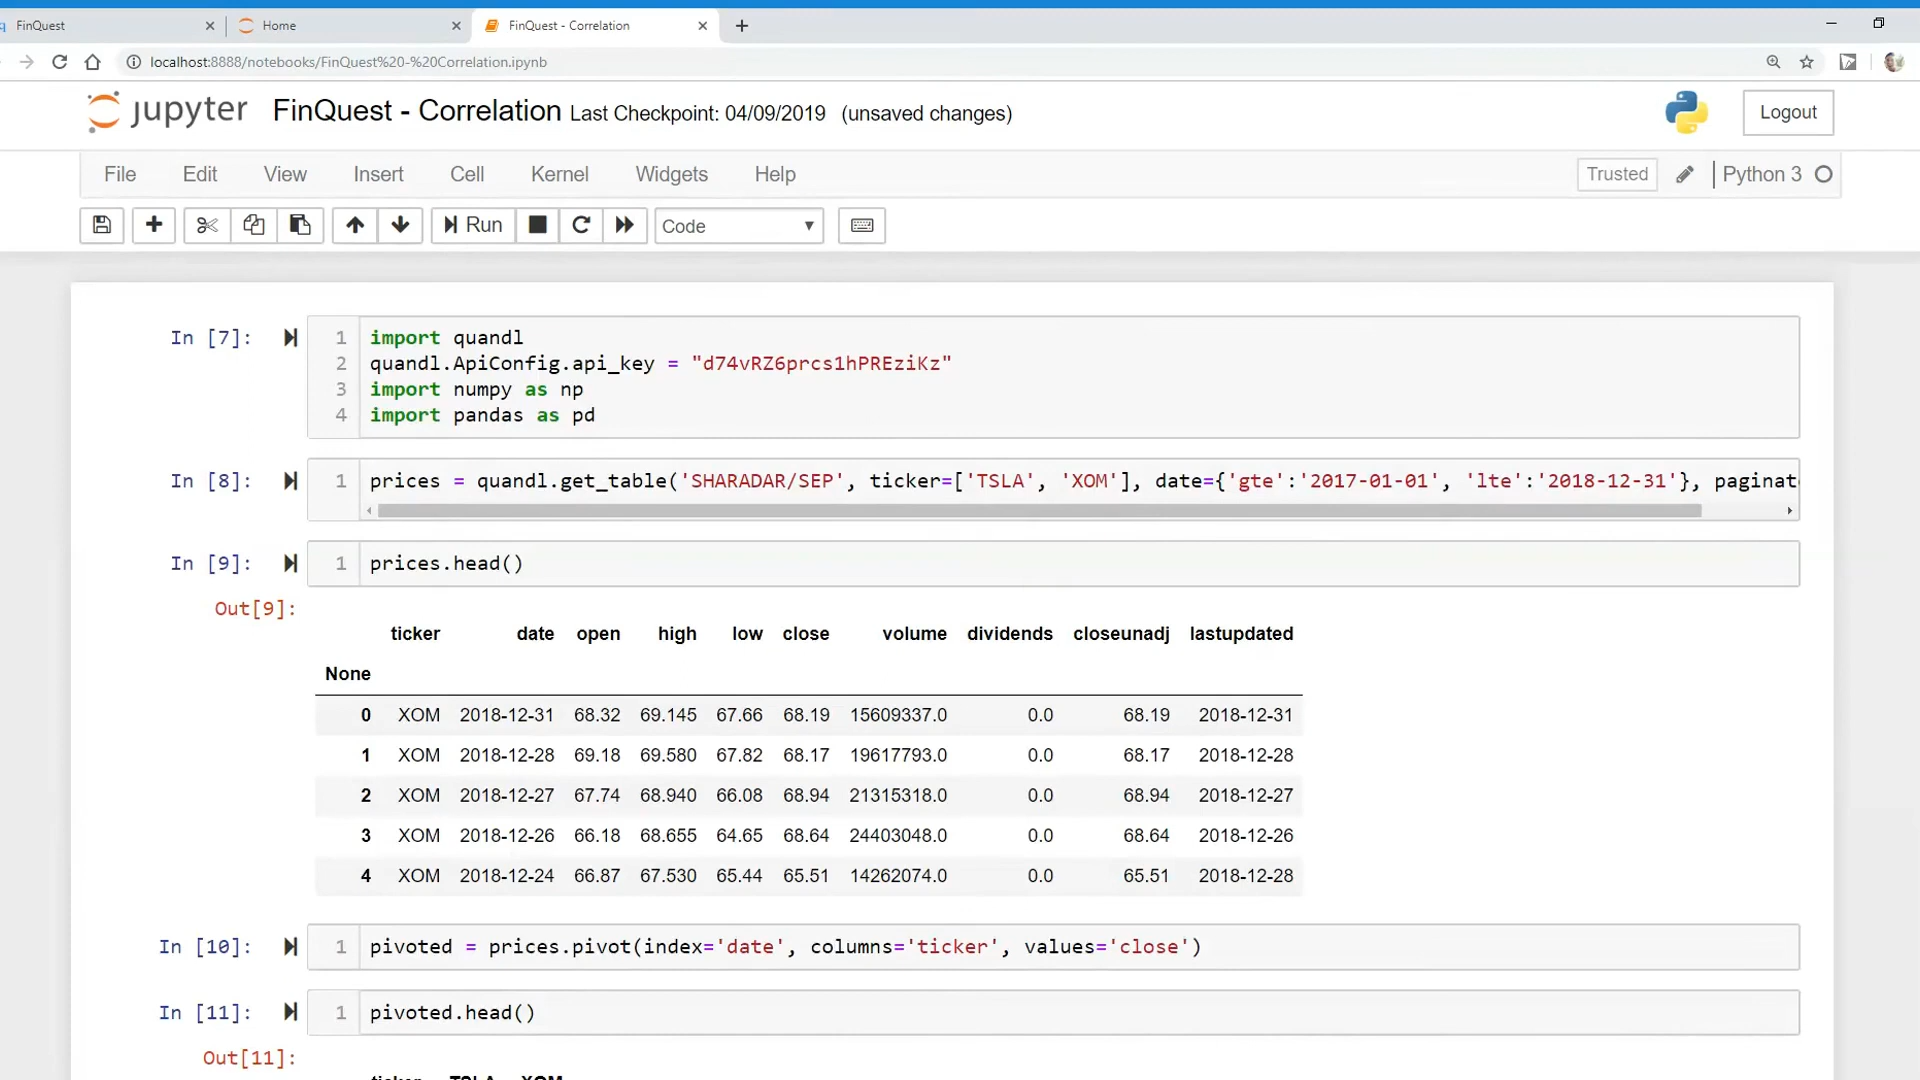 FinQuest
Home
FinQuest - Correlation
localhost:8888/notebooks/FinQuest%20-%20Correlation.ipynb
jupyter FinQuest - Correlation Last Checkpoint: 04/09/2019 (unsaved changes)
Logout
File Edit View Insert Cell Kernel Widgets Help
Trusted Python 3
Run Code
In [7]:
1 import quandl
2 quandl.ApiConfig.api_key = "d74vRZ6prcs1hPREziKz"
3 import numpy as np
4 import pandas as pd
In [8]: 1 prices = quandl.get_table('SHARADAR/SEP', ticker=['TSLA', 'XOM'], date={'gte':'2017-01-01', 'lte':'2018-12-31'}, paginat
In [9]: 1 prices.head()
Out[9]:
ticker date open high low close volume dividends closeunadj lastupdated
None
0 XOM 2018-12-31 68.32 69.145 67.66 68.19 15609337.0 0.0 68.19 2018-12-31
1 XOM 2018-12-28 69.18 69.580 67.82 68.17 19617793.0 0.0 68.17 2018-12-28
2 XOM 2018-12-27 67.74 68.940 66.08 68.94 21315318.0 0.0 68.94 2018-12-27
3 XOM 2018-12-26 66.18 68.655 64.65 68.64 24403048.0 0.0 68.64 2018-12-26
4 XOM 2018-12-24 66.87 67.530 65.44 65.51 14262074.0 0.0 65.51 2018-12-28
In [10]: 1 pivoted = prices.pivot(index='date', columns='ticker', values='close')
In [11]: 1 pivoted.head()
Out[11]:
ticker TSLA XOM